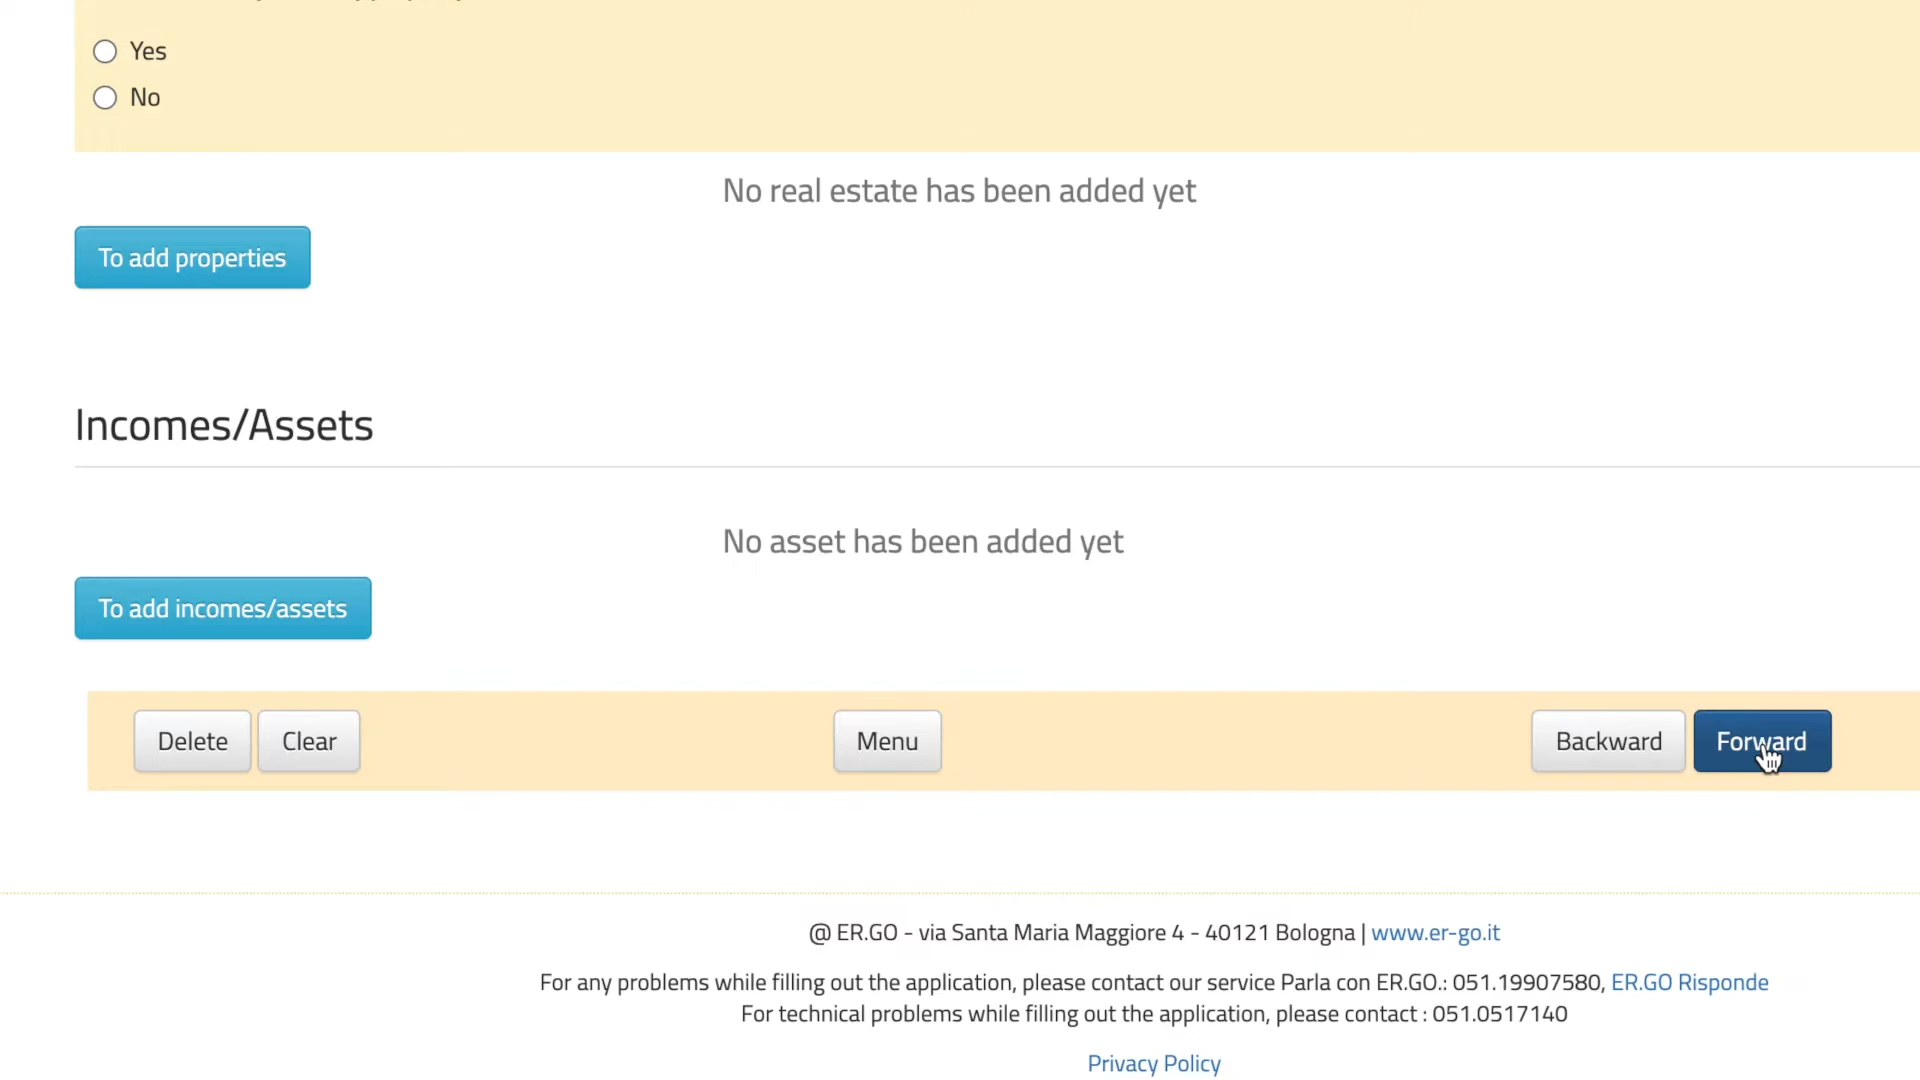 Yes
No
No real estate has been added yet
To add properties
Incomes/Assets
No asset has been added yet
To add incomes/assets
Delete Clear Menu Backward Forward
@ ER.GO - via Santa Maria Maggiore 4 - 40121 Bologna | www.er-go.it
For any problems while filling out the application, please contact our service Parla con ER.GO.: 051.19907580, ER.GO Risponde
For technical problems while filling out the application, please contact : 051.0517140
Privacy Policy